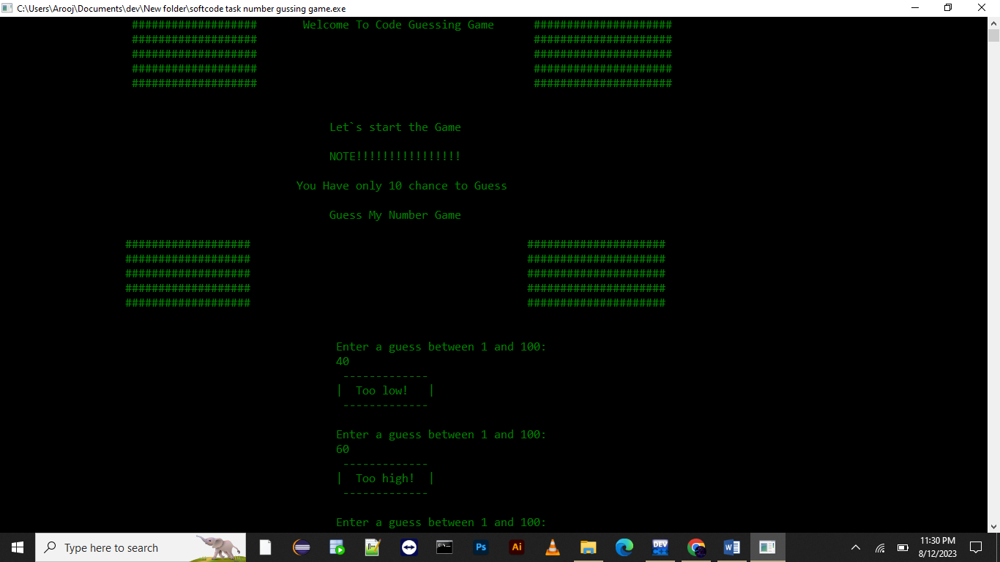 C:\Users\Arooj\Documents\dev\New folder\softcode task number gussing game.exe
################### Welcome To Code Guessing Game #####################
################### #####################
################### #####################
################### #####################
################### #####################
Let`s start the Game
NOTE!!!!!!!!!!!!!!!!
You Have only 10 chance to Guess
Guess My Number Game
################### #####################
################### #####################
################### #####################
################### #####################
################### #####################
Enter a guess between 1 and 100:
40
-------------
| Too low! |
-------------
Enter a guess between 1 and 100:
60
-------------
| Too high! |
-------------
Enter a guess between 1 and 100:
Type here to search
Ps
Ai
DEV
W
11:30 PM
8/12/2023